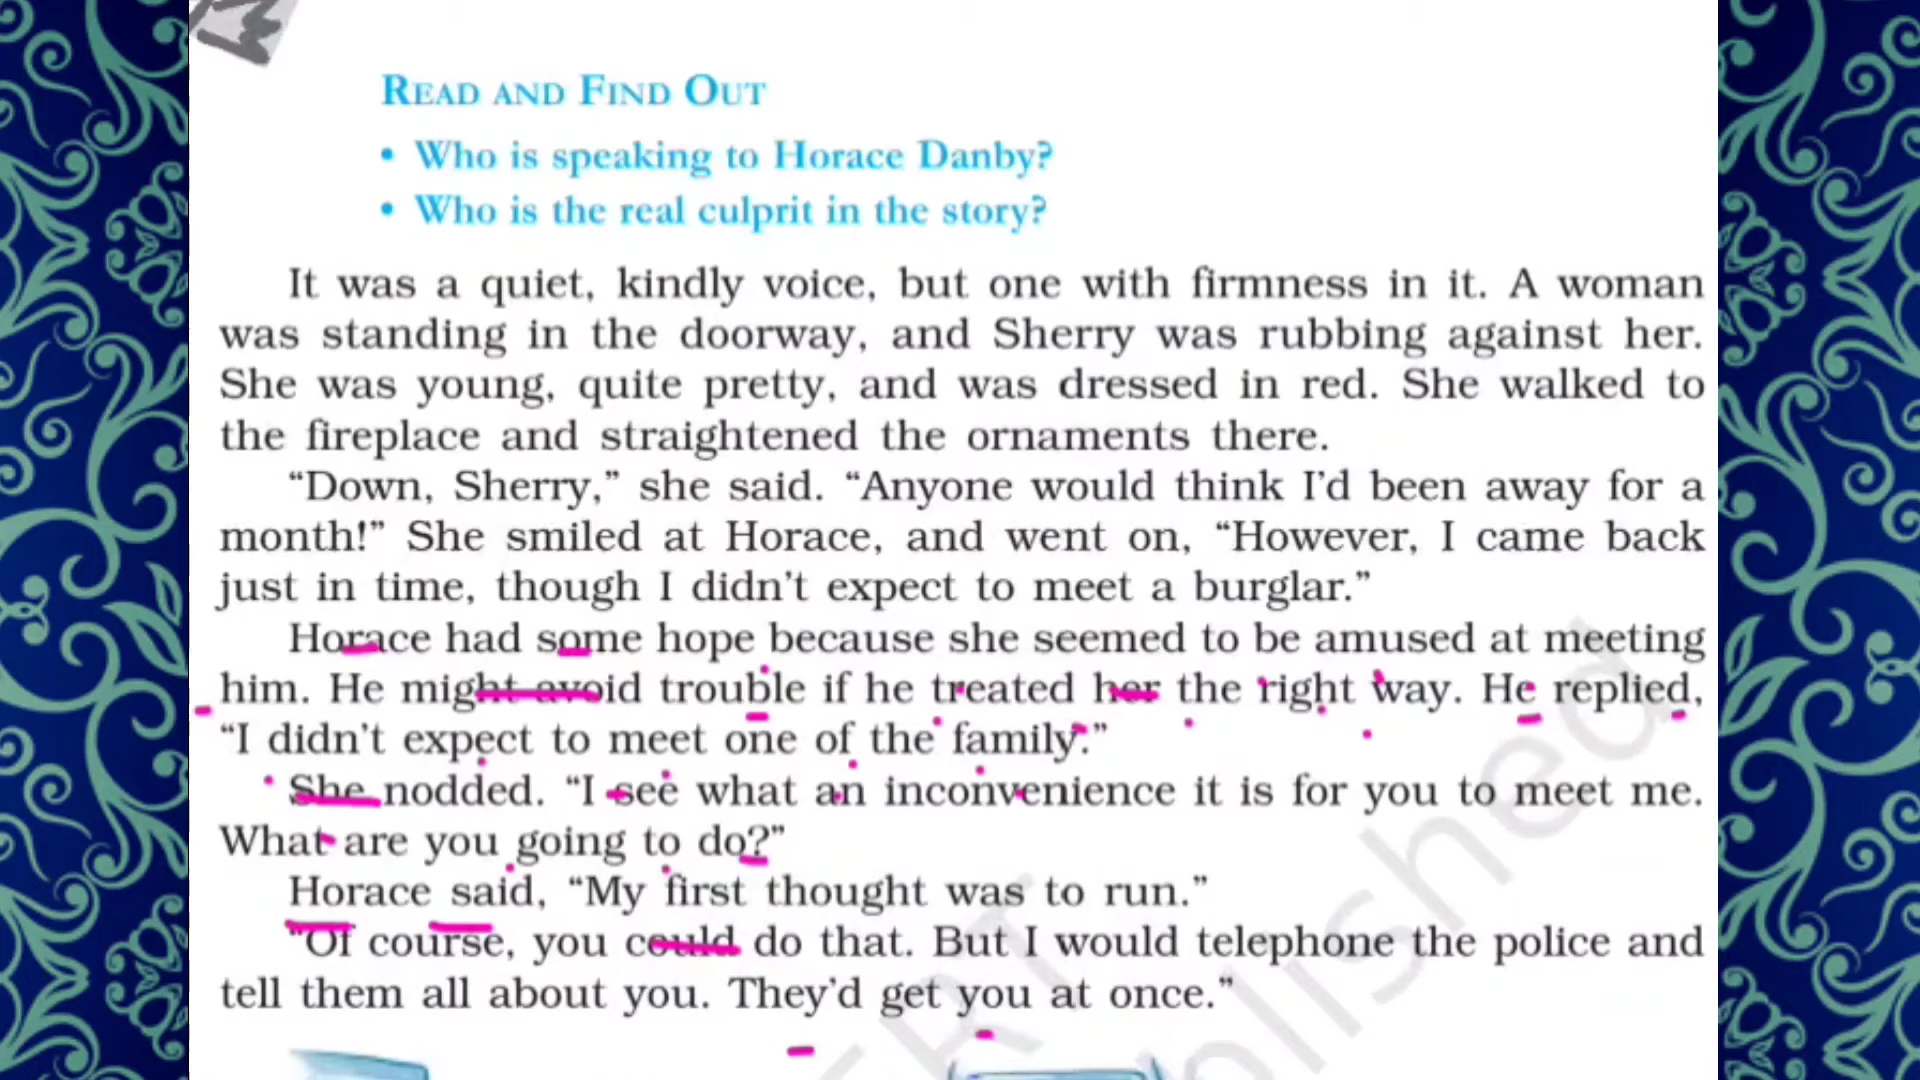 READ AND FIND OUT
• Who is speaking to Horace Danby?
• Who is the real culprit in the story?
It was a quiet, kindly voice, but one with firmness in it. A woman
was standing in the doorway, and Sherry was rubbing against her.
She was young, quite pretty, and was dressed in red. She walked to
the fireplace and straightened the ornaments there.
“Down, Sherry,” she said. “Anyone would think I’d been away for a
month!” She smiled at Horace, and went on, “However, I came back
just in time, though I didn’t expect to meet a burglar.”
Horace had some hope because she seemed to be amused at meeting
him. He might avoid trouble if he treated her the right way. He replied,
“I didn’t expect to meet one of the family.”
She nodded. “I see what an inconvenience it is for you to meet me.
What are you going to do?”
Horace said, “My first thought was to run.”
“Of course, you could do that. But I would telephone the police and
tell them all about you. They’d get you at once.”